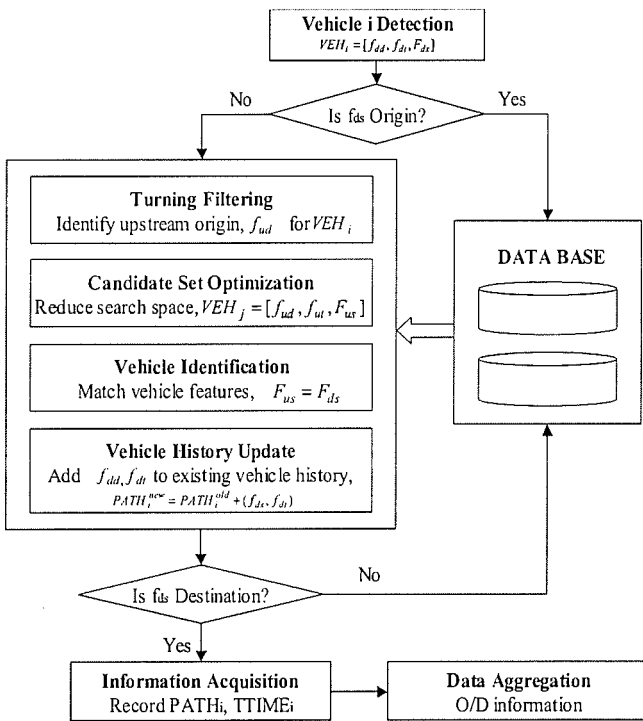 Vehicle i Detection
VEH_i = [f_dd, f_dt, F_ds]
No
Yes
Is f_ds Origin?
Turning Filtering
Identify upstream origin, f_ud for VEH_i
Candidate Set Optimization
Reduce search space, VEH_j = [f_ud, f_ut, F_us]
Vehicle Identification
Match vehicle features, F_us = F_ds
Vehicle History Update
Add f_dd, f_dt to existing vehicle history,
PATH_i^new = PATH_i^old + (f_ds, f_dt)
DATA BASE
Is f_ds Destination?
No
Yes
Information Acquisition
Record PATH_i, TTIME_i
Data Aggregation
O/D information